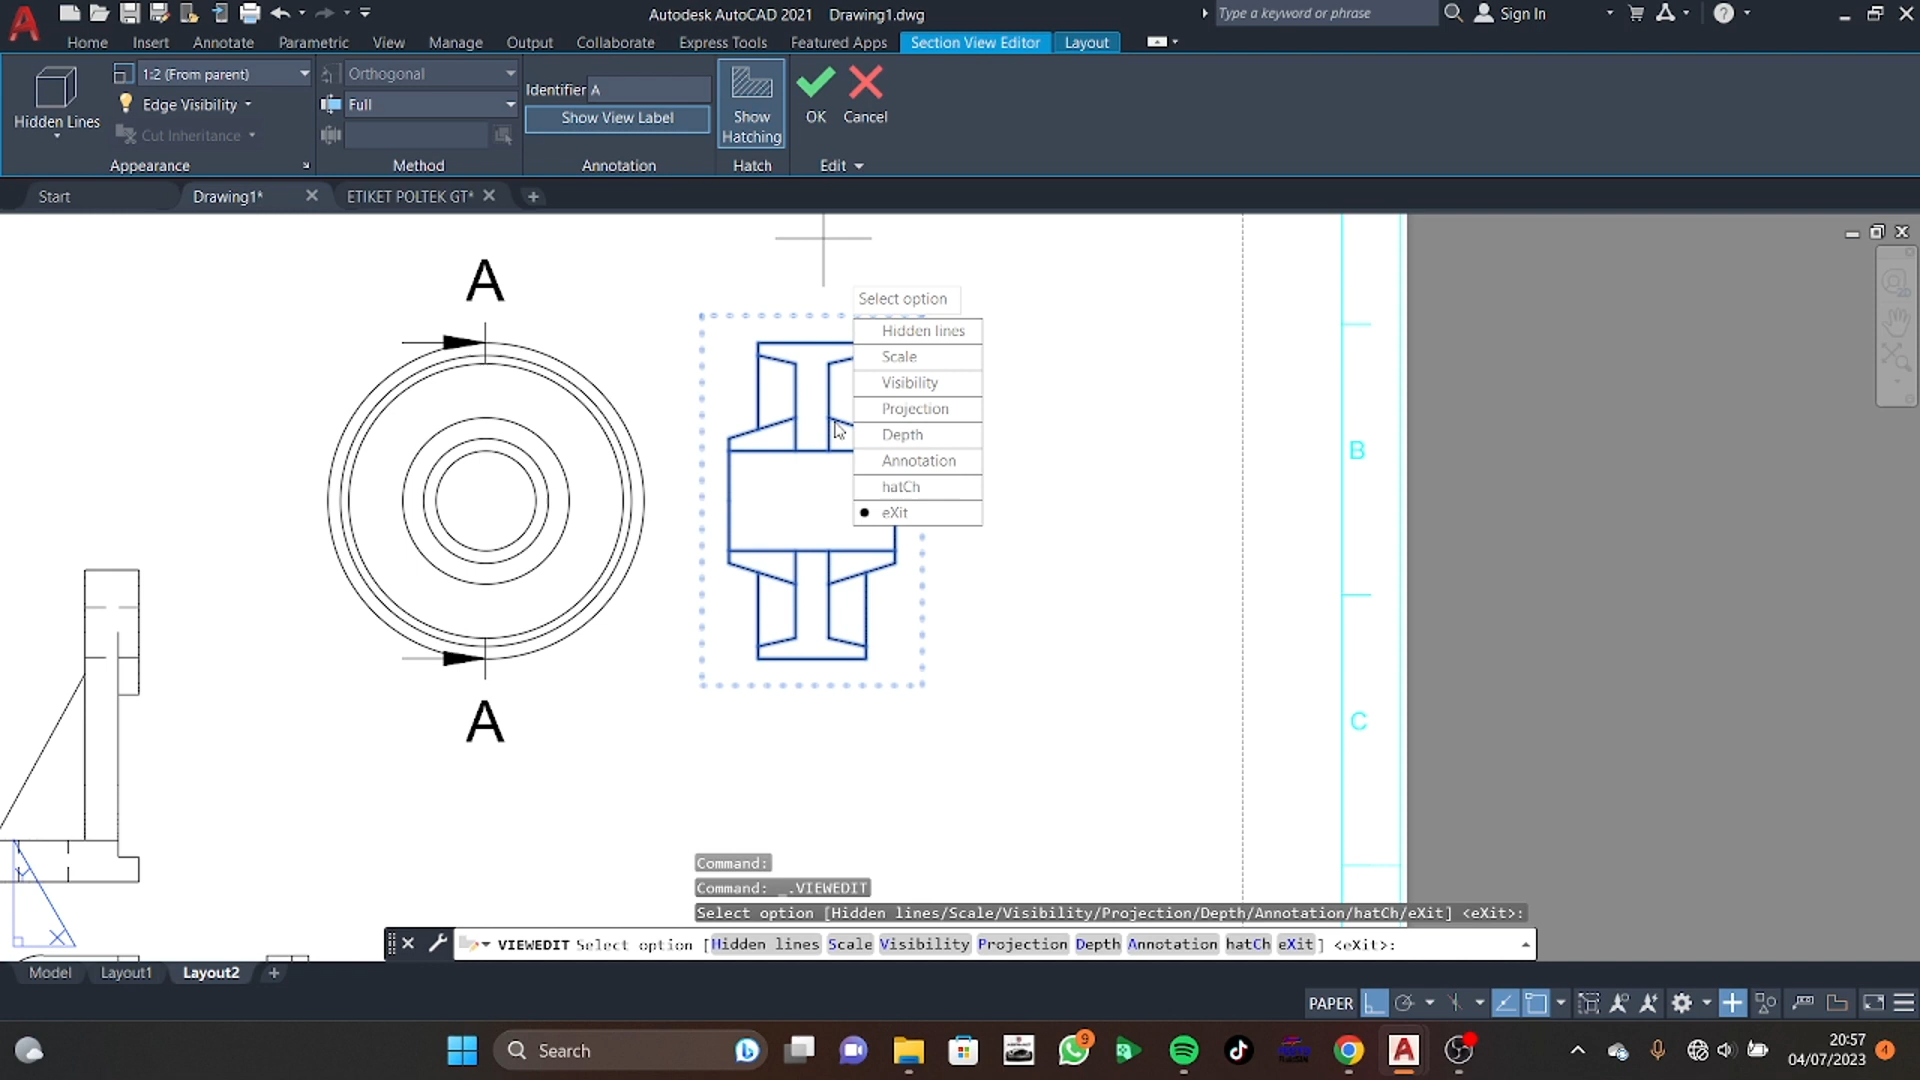 Autodesk AutoCAD 2021 Drawing1.dwg
Type a keyword or phrase
Sign In
Home Insert Annotate Parametric View Manage Output Collaborate Express Tools Featured Apps Section View Editor Layout
Hidden Lines
1:2 (From parent)
Edge Visibility
Cut Inheritance
Appearance
Orthogonal
Full
Method
Identifier A
Show View Label
Annotation
Show Hatching
Hatch
OK
Cancel
Edit
Start
Drawing1*
ETIKET POLTEK GT*
A
A
Select option
Hidden lines
Scale
Visibility
Projection
Depth
Annotation
hatCh
eXit
B
C
Command:
Command: _.VIEWEDIT
Select option [Hidden lines/Scale/Visibility/Projection/Depth/Annotation/hatCh/eXit] <eXit>:
VIEWEDIT Select option [Hidden lines Scale Visibility Projection Depth Annotation hatCh eXit] <eXit>:
Model Layout1 Layout2
PAPER
Search
9
20:57
04/07/2023
4